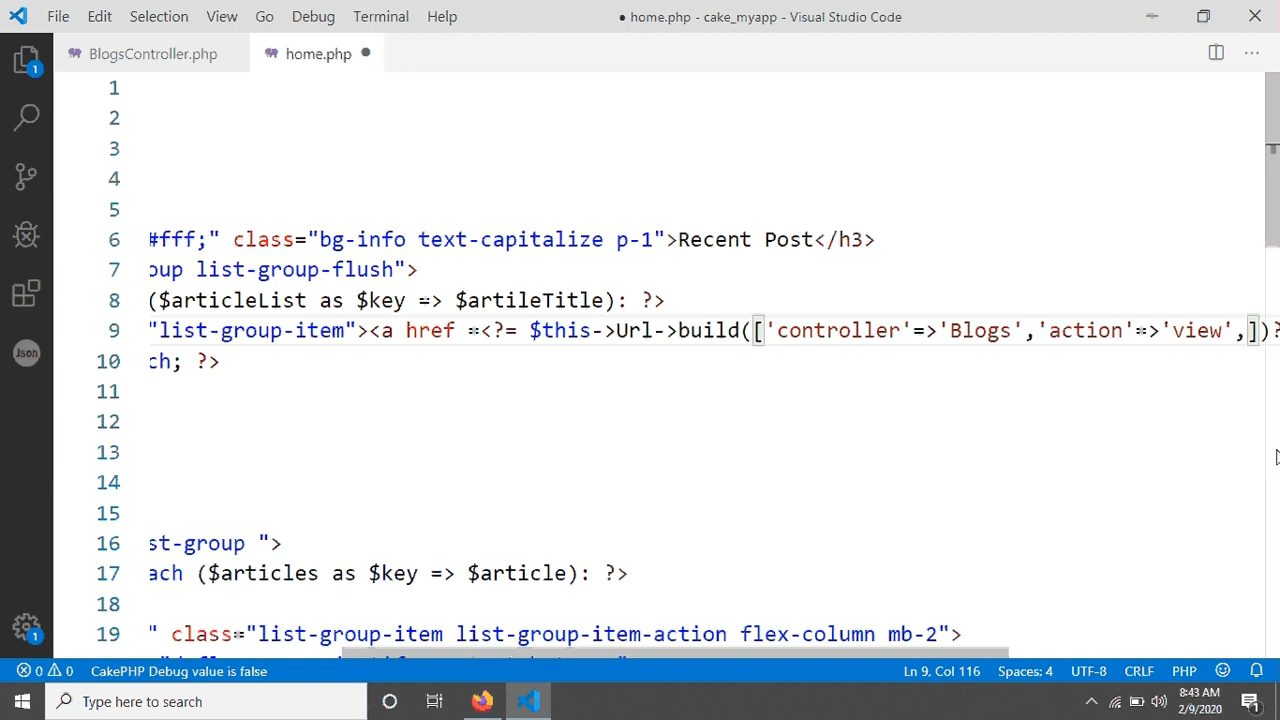 File Edit Selection View Go Debug Terminal Help ● home.php - cake_myapp - Visual Studio Code
BlogsController.php home.php
1
1
2
3
4
5
6 #fff;" class="bg-info text-capitalize p-1">Recent Post</h3>
7 oup list-group-flush">
8 ($articleList as $key => $artileTitle): ?>
9 "list-group-item"><a href =<?= $this->Url->build(['controller'=>'Blogs','action'=>'view',])?
10 ch; ?>
11
12
13
14
15
16 st-group ">
17 ach ($articles as $key => $article): ?>
18
19 " class="list-group-item list-group-item-action flex-column mb-2">
Json
1
0 0 CakePHP Debug value is false Ln 9, Col 116 Spaces: 4 UTF-8 CRLF PHP
Type here to search 8:43 AM
2/9/2020 1